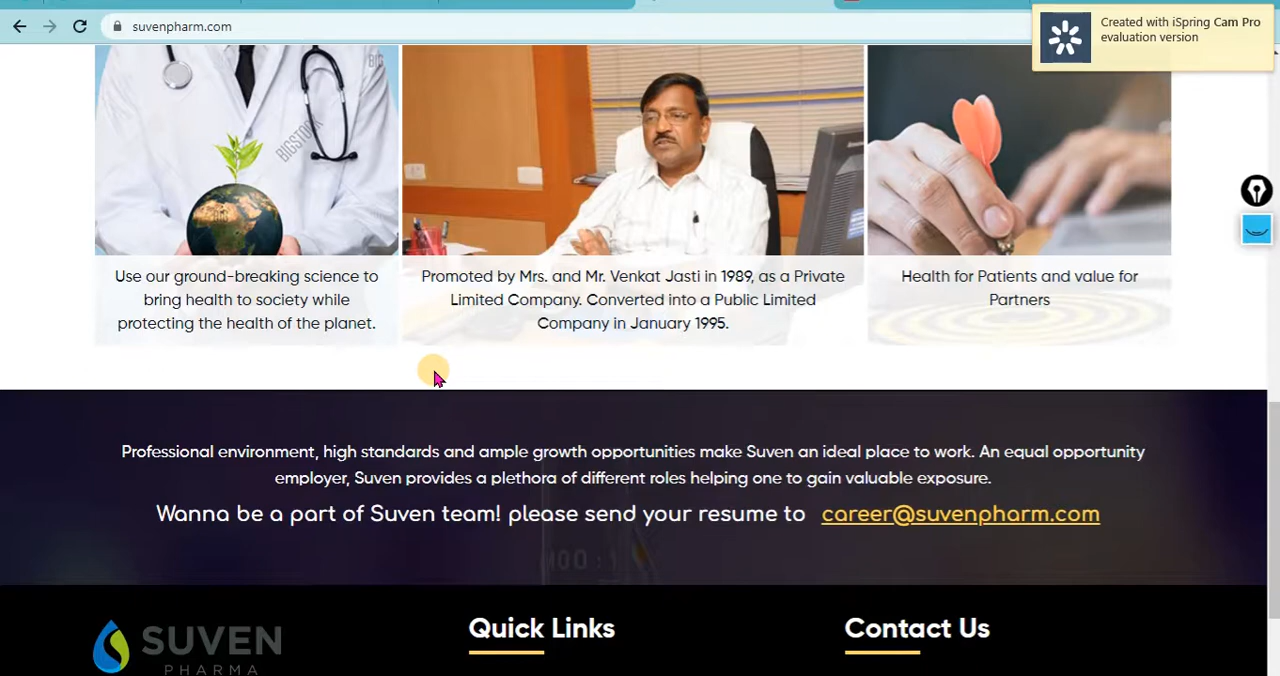 suvenpharm.com
Created with iSpring Cam Pro
evaluation version
BIG
BIGSTOCK
Use our ground-breaking science to
bring health to society while
protecting the health of the planet.
Promoted by Mrs. and Mr. Venkat Jasti in 1989, as a Private
Limited Company. Converted into a Public Limited
Company in January 1995.
Health for Patients and value for
Partners
Professional environment, high standards and ample growth opportunities make Suven an ideal place to work. An equal opportunity
employer, Suven provides a plethora of different roles helping one to gain valuable exposure.
Wanna be a part of Suven team! please send your resume to career@suvenpharm.com
SUVEN
PHARMA
Quick Links
Contact Us